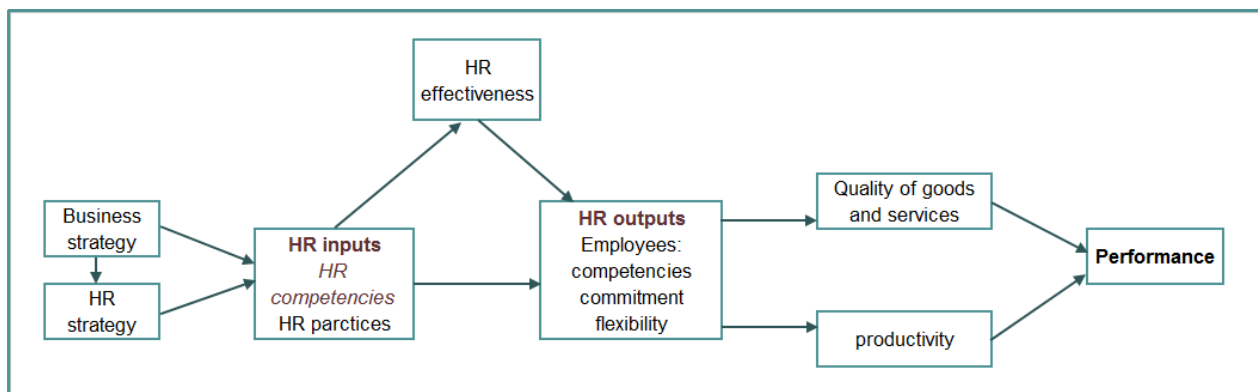 HR
effectiveness
Business
strategy
HR
strategy
HR inputs
HR
competencies
HR parctices
HR outputs
Employees:
competencies
commitment
flexibility
Quality of goods
and services
productivity
Performance